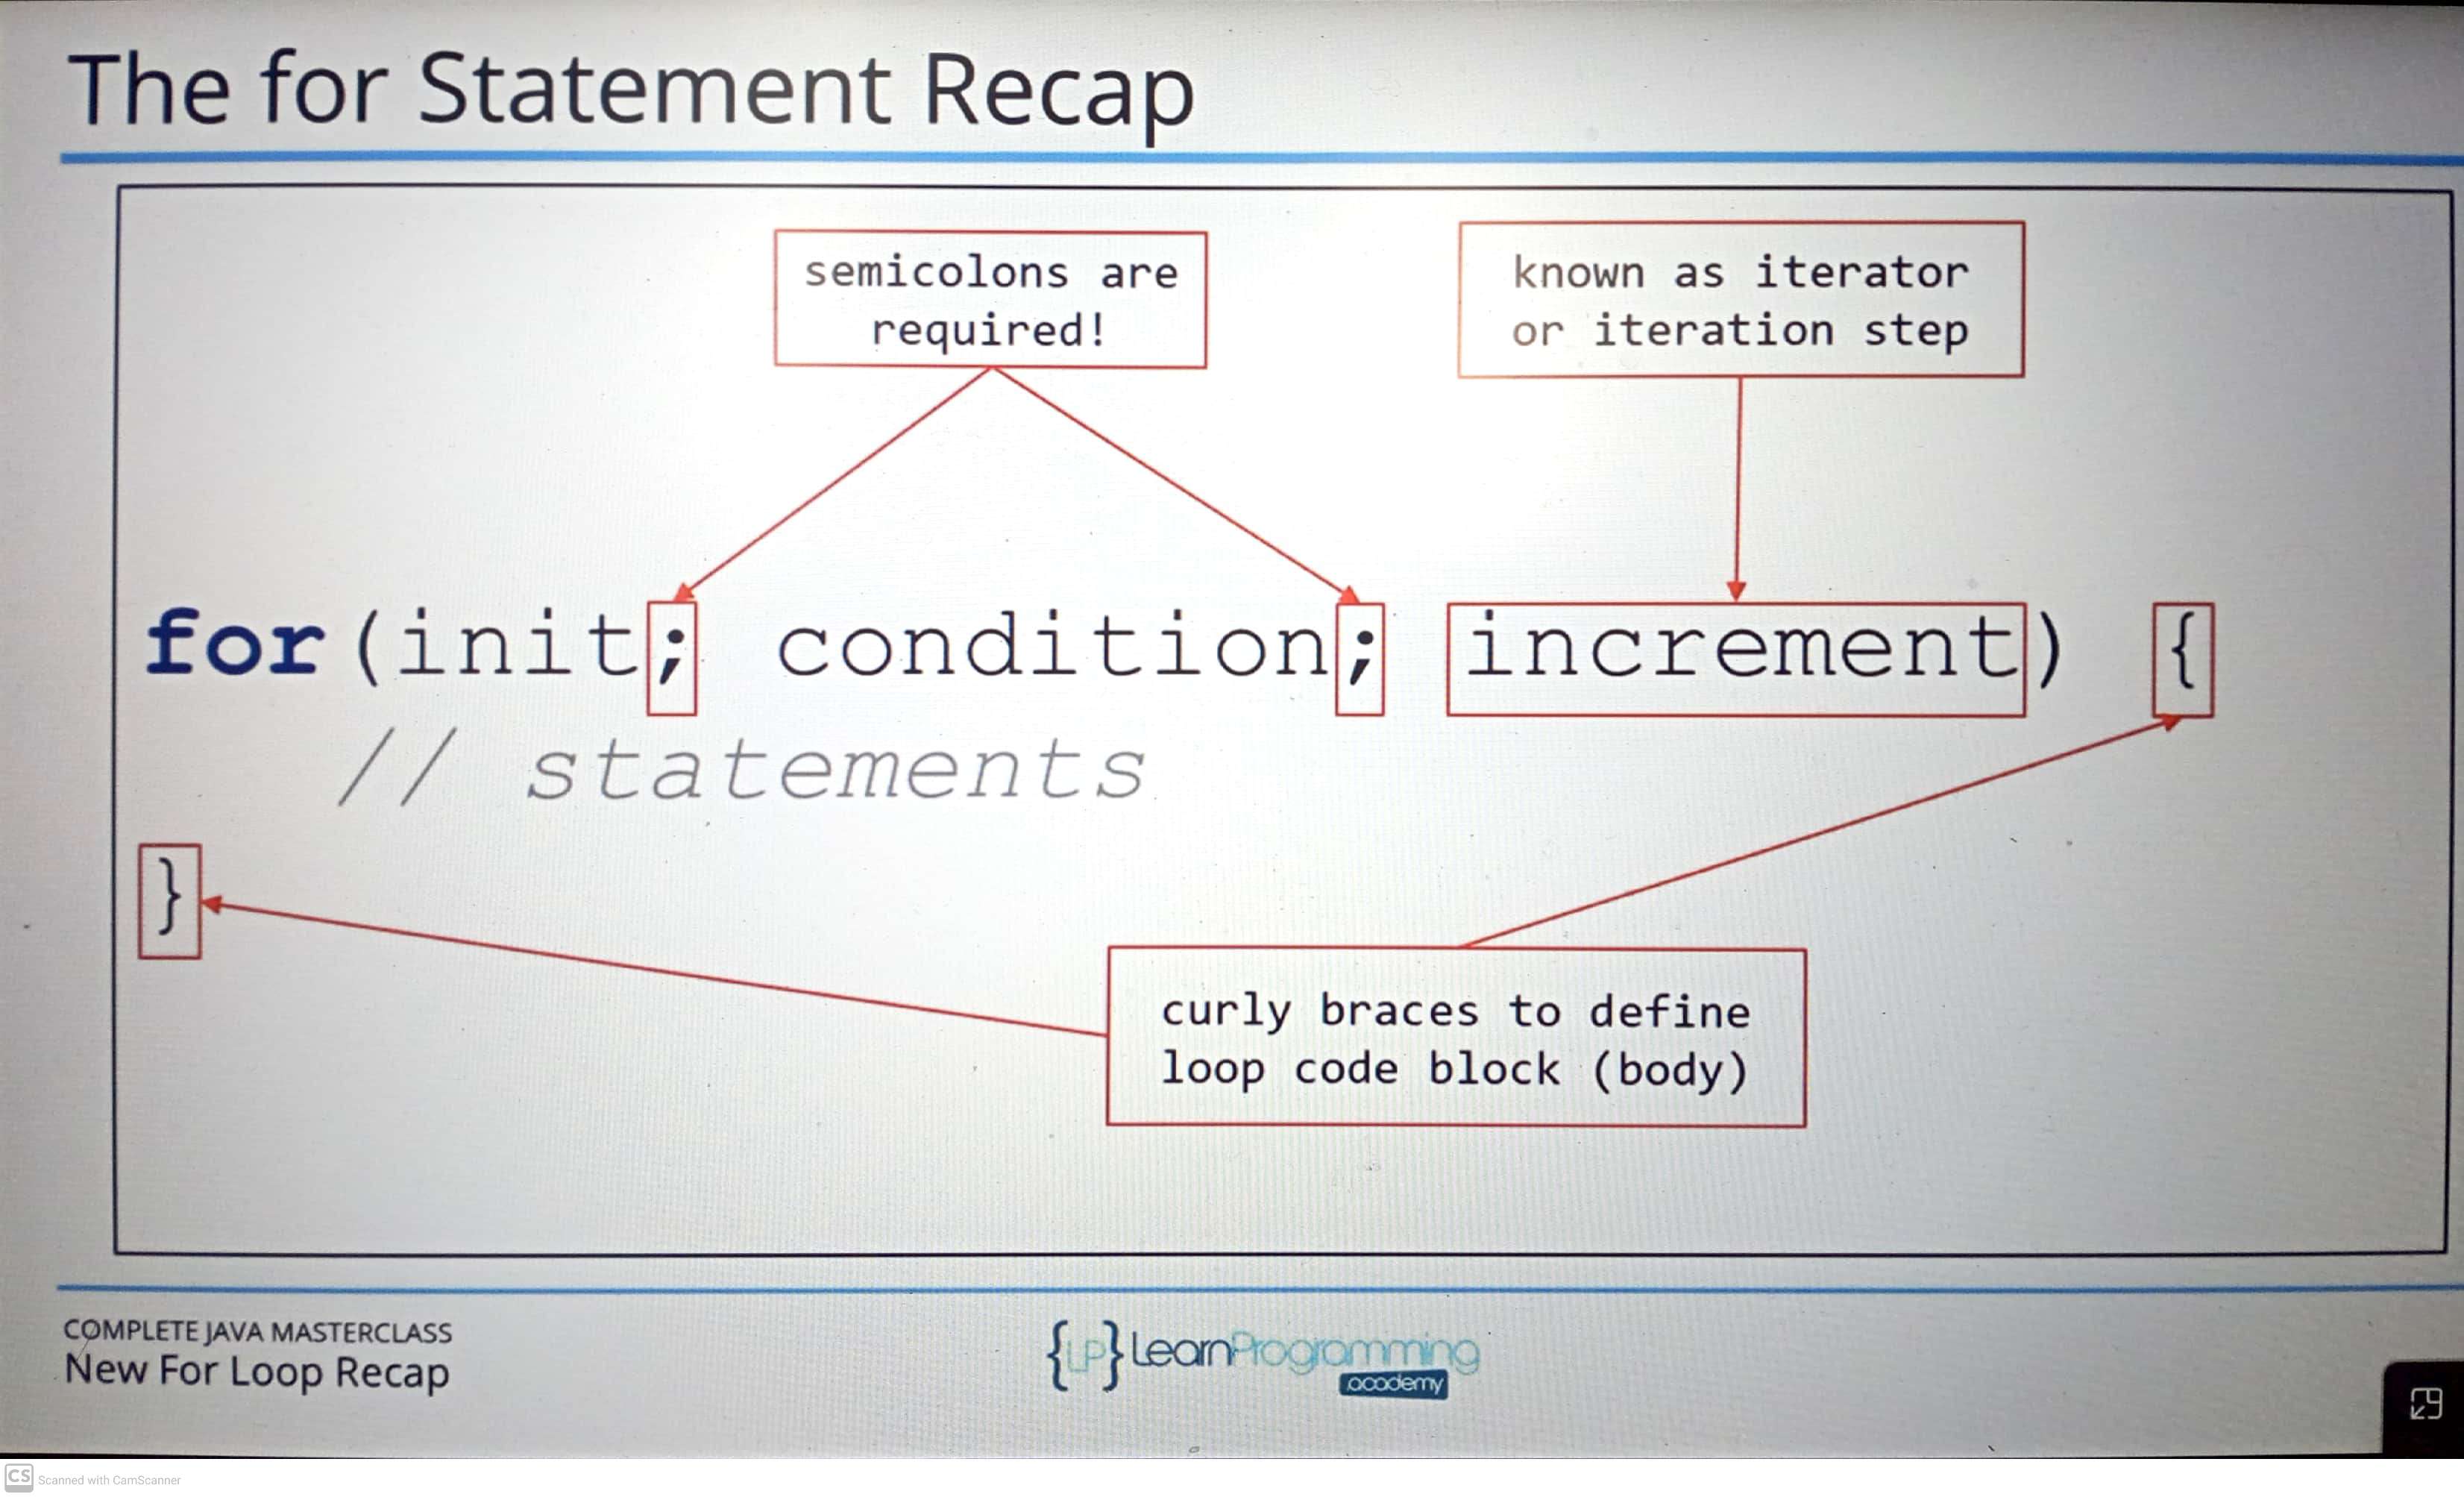 The for Statement Recap
semicolons are
required!
known as iterator
or iteration step
for(init; condition; increment) {
// statements
}
curly braces to define
loop code block (body)
COMPLETE JAVA MASTERCLASS
New For Loop Recap
{LP} LearnProgramming
academy
CS Scanned with CamScanner